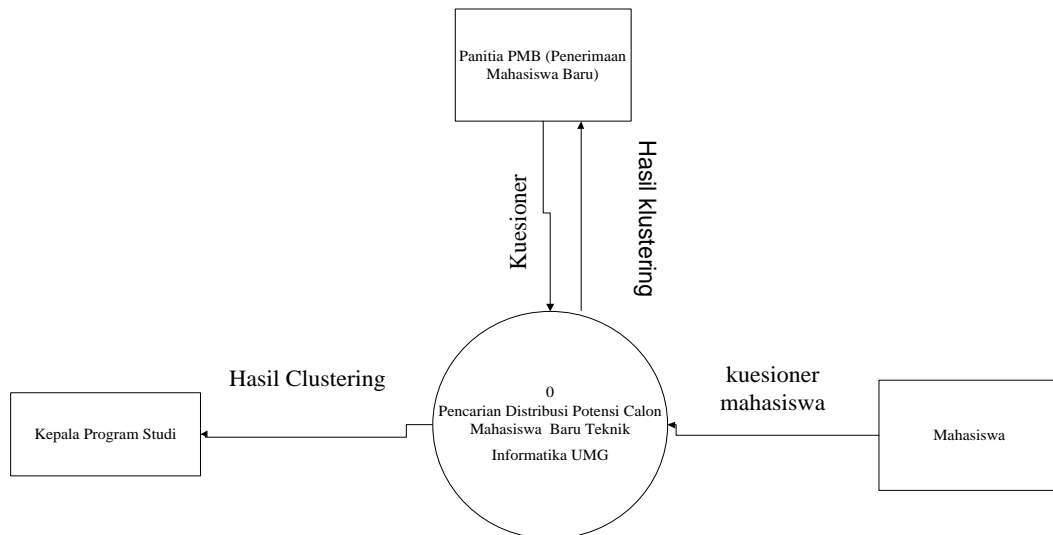 Panitia PMB (Penerimaan
Mahasiswa Baru)
Kuesioner
Hasil klustering
Hasil Clustering
kuesioner
mahasiswa
0
Pencarian Distribusi Potensi Calon
Mahasiswa Baru Teknik
Informatika UMG
Kepala Program Studi
Mahasiswa